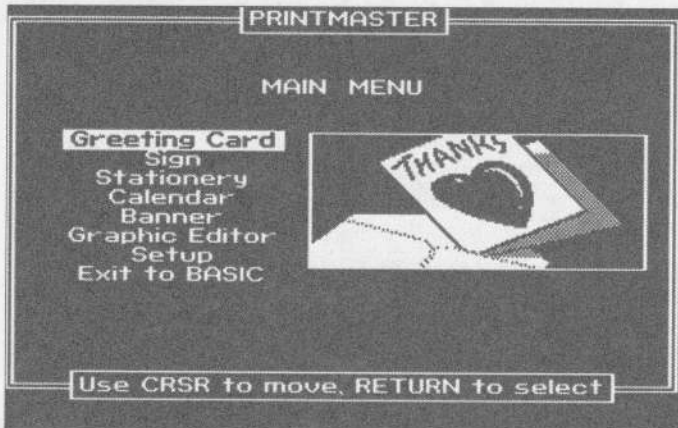 PRINTMASTER
MAIN MENU
Greeting Card
Sign
Stationery
Calendar
Banner
Graphic Editor
Setup
Exit to BASIC
THANKS
Use CRSR to move, RETURN to select